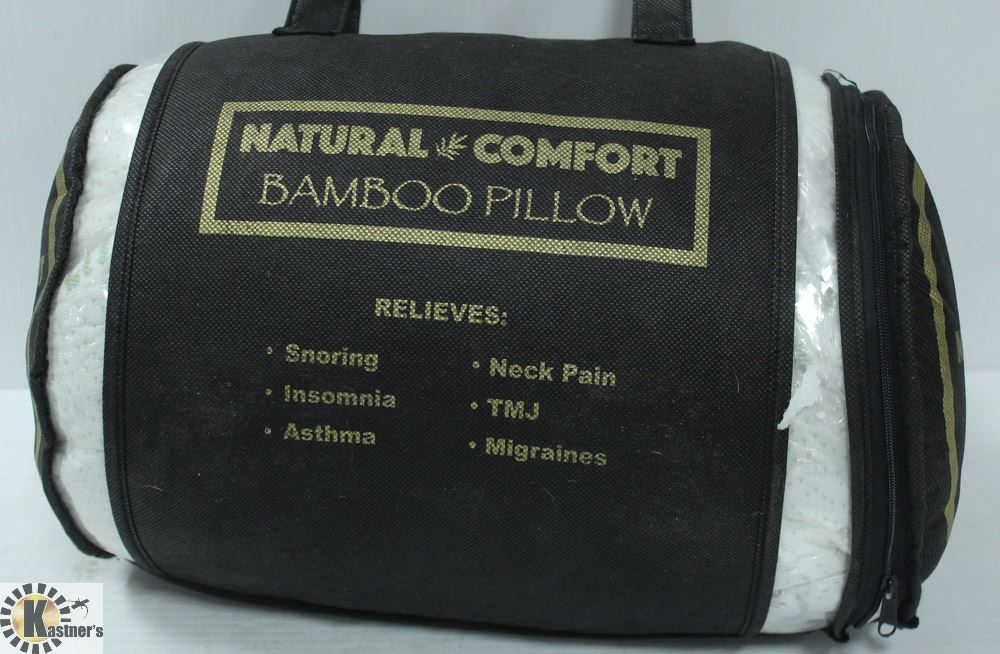 NATURAL COMFORT
BAMBOO PILLOW
RELIEVES:
• Snoring
• Insomnia
• Asthma
• Neck Pain
• TMJ
• Migraines
Kastner's